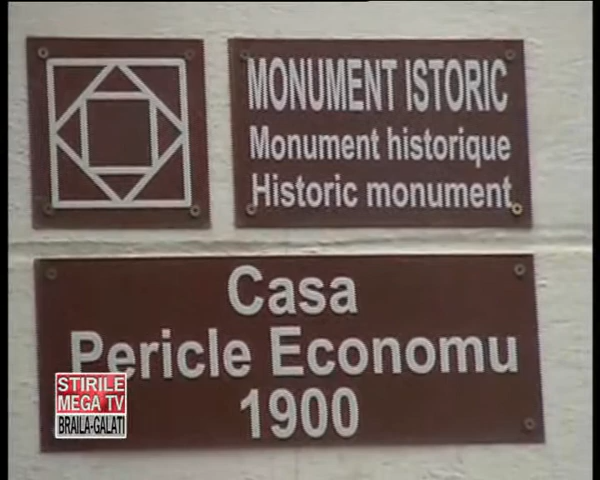 MONUMENT ISTORIC
Monument historique
Historic monument
Casa
Pericle Economu
1900
STIRILE
MEGA TV
BRAILA-GALATI